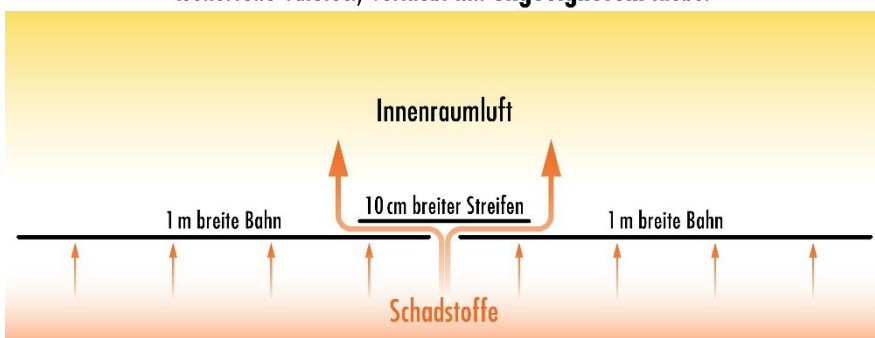 Innenraumluft
10 cm breiter Streifen
1 m breite Bahn
1 m breite Bahn
Schadstoffe